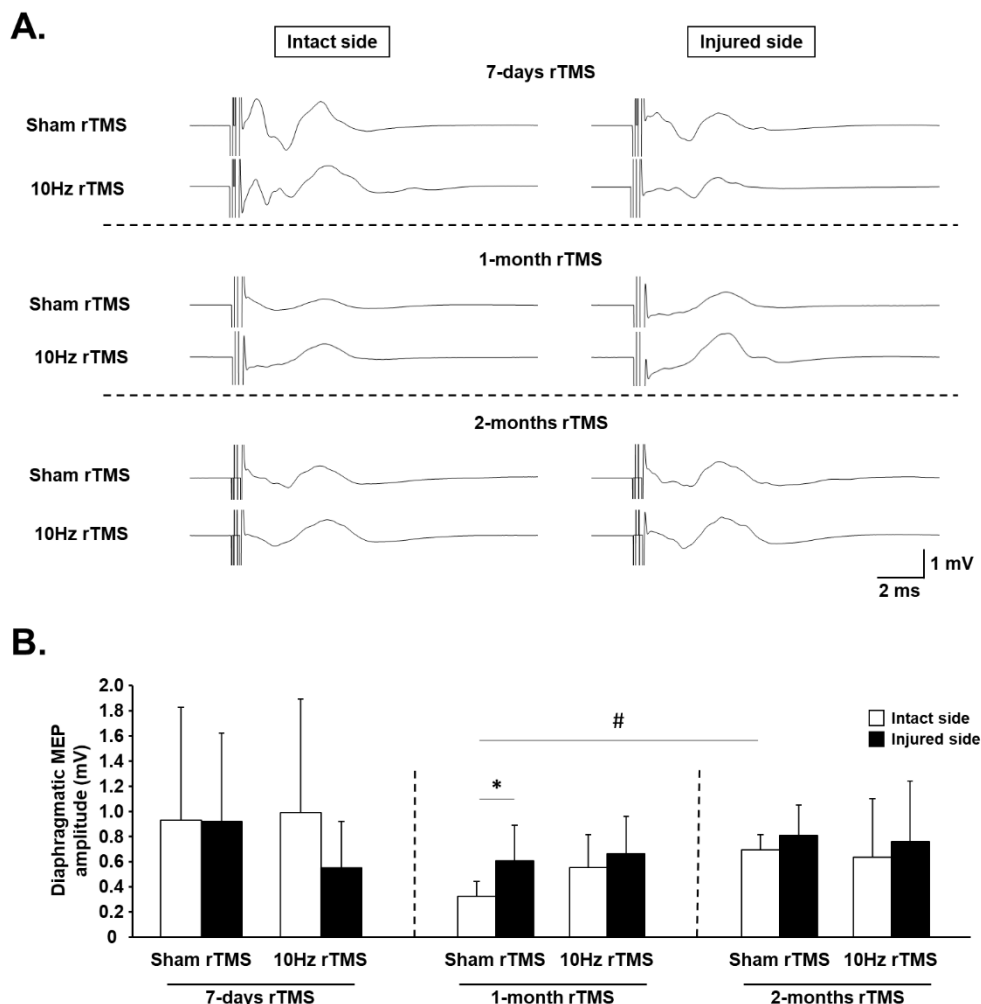 A.
Intact side
Injured side
7-days rTMS
Sham rTMS
10Hz rTMS
1-month rTMS
Sham rTMS
10Hz rTMS
2-months rTMS
Sham rTMS
10Hz rTMS
1 mV
2 ms
B.
Diaphragmatic MEP
amplitude (mV)
2.0
1.8
1.6
1.4
1.2
1.0
0.8
0.6
0.4
0.2
0
#
*
Intact side
Injured side
Sham rTMS 10Hz rTMS Sham rTMS 10Hz rTMS Sham rTMS 10Hz rTMS
7-days rTMS 1-month rTMS 2-months rTMS